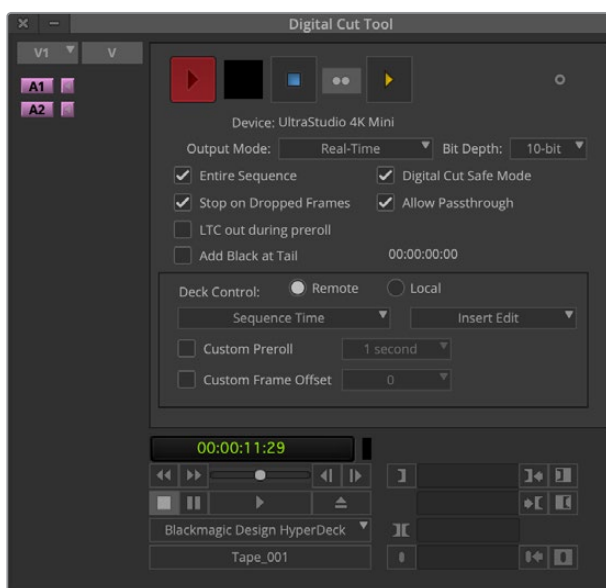 Digital Cut Tool
V1 V
A1
A2
Device: UltraStudio 4K Mini
Output Mode: Real-Time Bit Depth: 10-bit
Entire Sequence Digital Cut Safe Mode
Stop on Dropped Frames Allow Passthrough
LTC out during preroll
Add Black at Tail 00:00:00:00
Deck Control: Remote Local
Sequence Time Insert Edit
Custom Preroll 1 second
Custom Frame Offset 0
00:00:11:29
Blackmagic Design HyperDeck
Tape_001